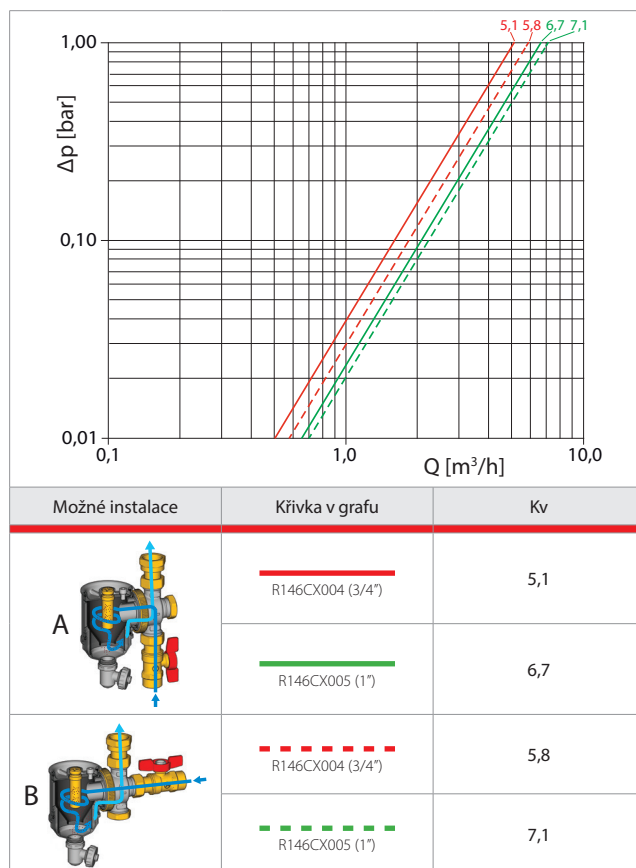 5,1 5,8 6,7 7,1
1,00
Δp [bar]
0,10
0,01
0,1 1,0 10,0
Q [m³/h]
Možné instalace Křivka v grafu Kv
A
R146CX004 (3/4”)
5,1
R146CX005 (1”)
6,7
B
R146CX004 (3/4”)
5,8
R146CX005 (1”)
7,1